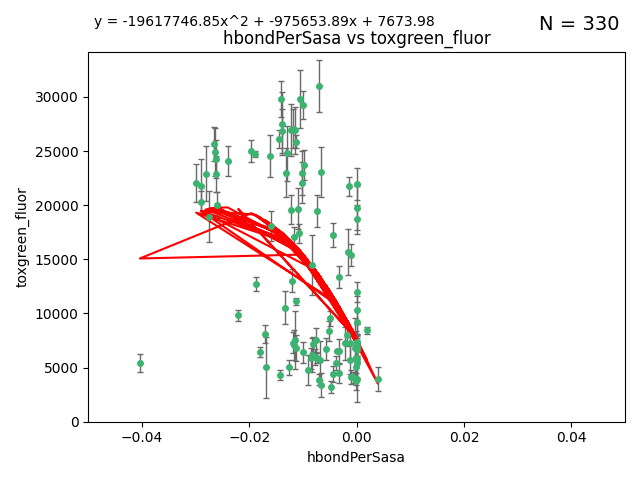 y = -19617746.85x^2 + -975653.89x + 7673.98
N = 330
hbondPerSasa vs toxgreen_fluor
toxgreen_fluor
30000
25000
20000
15000
10000
5000
0
−0.04
−0.02
0.00
0.02
0.04
hbondPerSasa